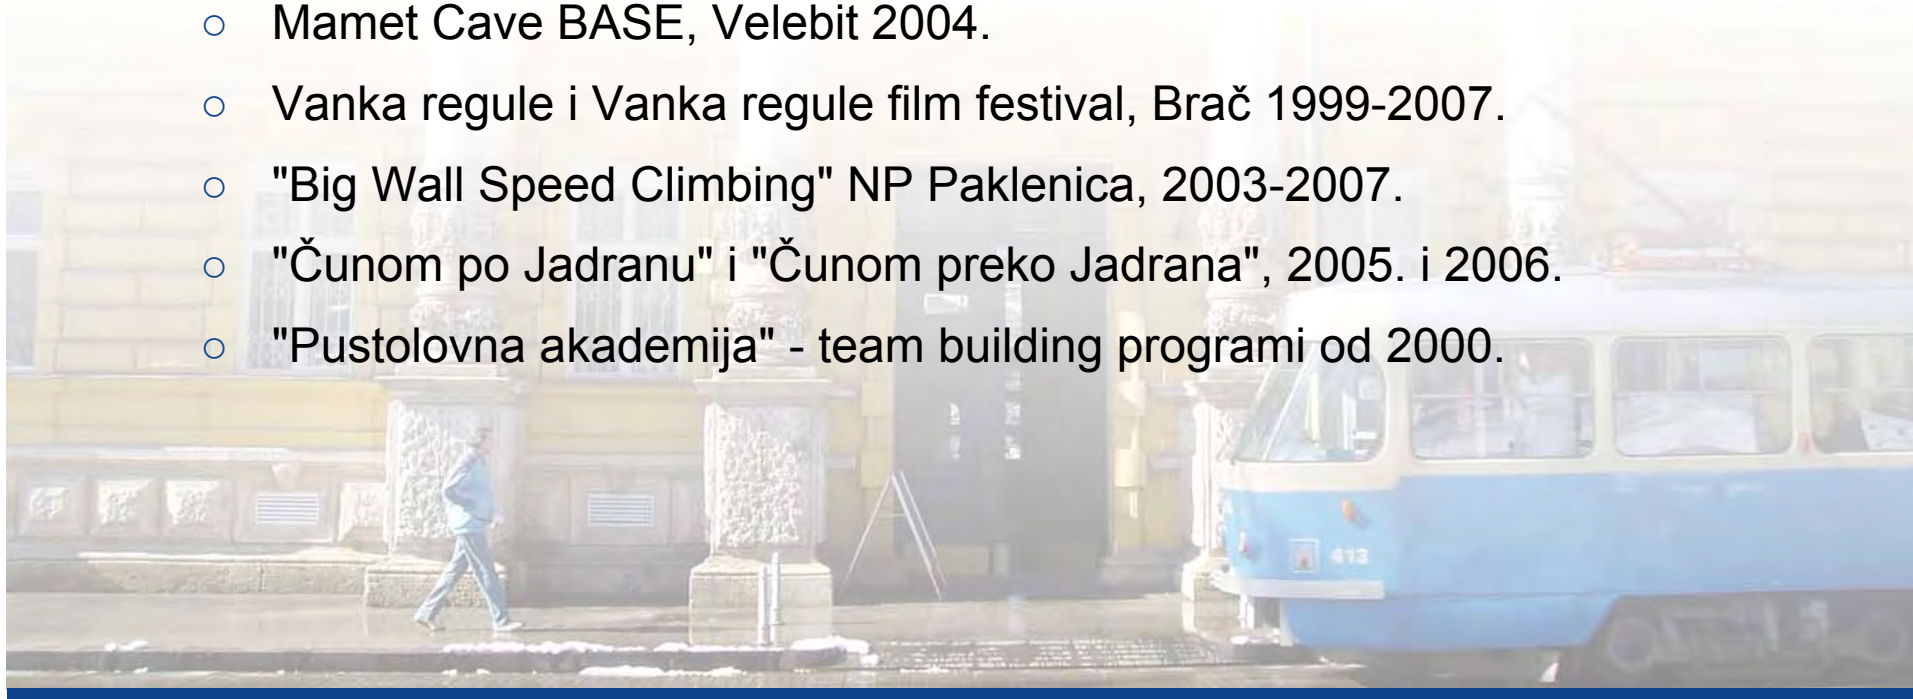 ○ Mamet Cave BASE, Velebit 2004.
○ Vanka regule i Vanka regule film festival, Brač 1999-2007.
○ "Big Wall Speed Climbing" NP Paklenica, 2003-2007.
○ "Čunom po Jadranu" i "Čunom preko Jadrana", 2005. i 2006.
○ "Pustolovna akademija" - team building programi od 2000.
413